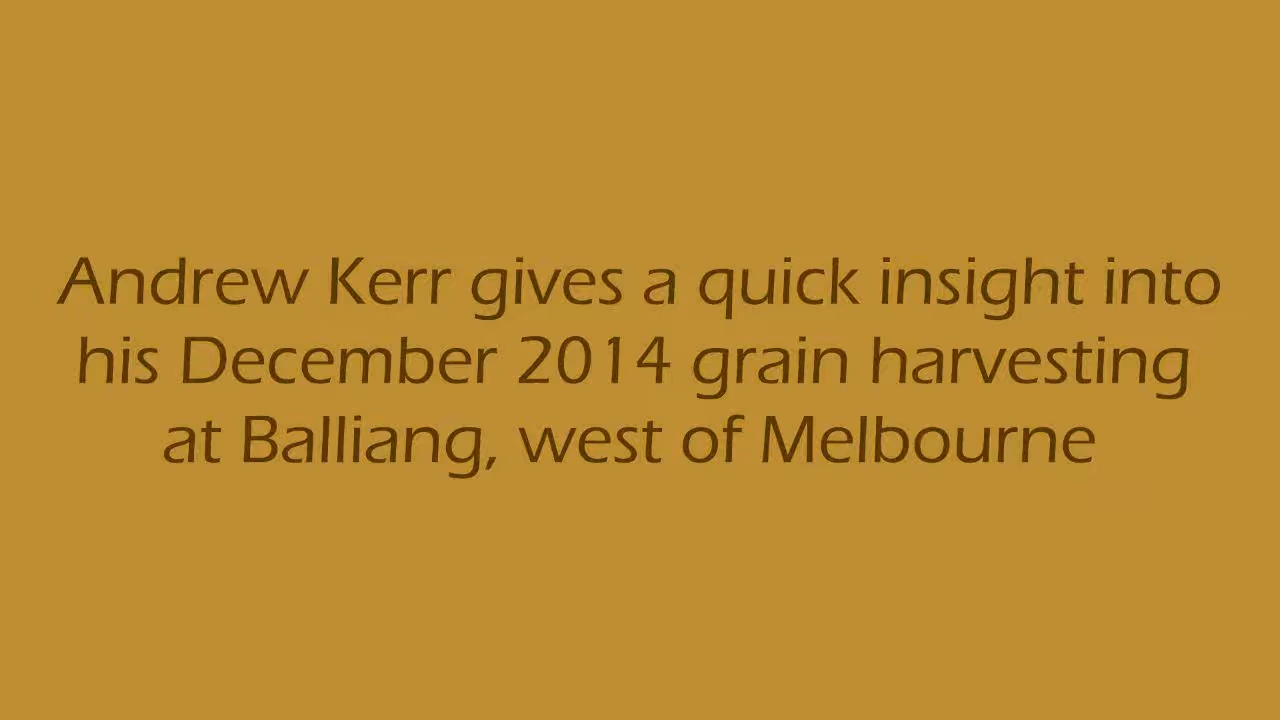 Andrew Kerr gives a quick insight into
his December 2014 grain harvesting
at Balliang, west of Melbourne